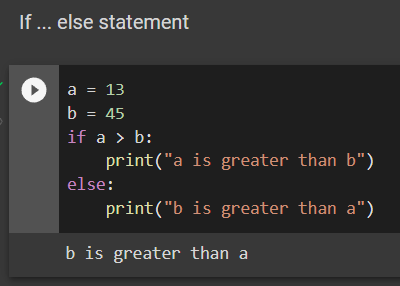 If ... else statement
a = 13
b = 45
if a > b:
    print("a is greater than b")
else:
    print("b is greater than a")
b is greater than a